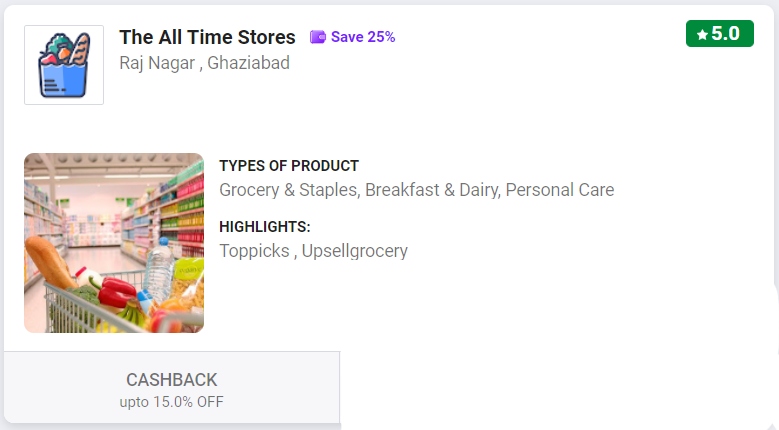 The All Time Stores
Save 25%
5.0
Raj Nagar , Ghaziabad
TYPES OF PRODUCT
Grocery & Staples, Breakfast & Dairy, Personal Care
HIGHLIGHTS:
Toppicks , Upsellgrocery
CASHBACK
upto 15.0% OFF